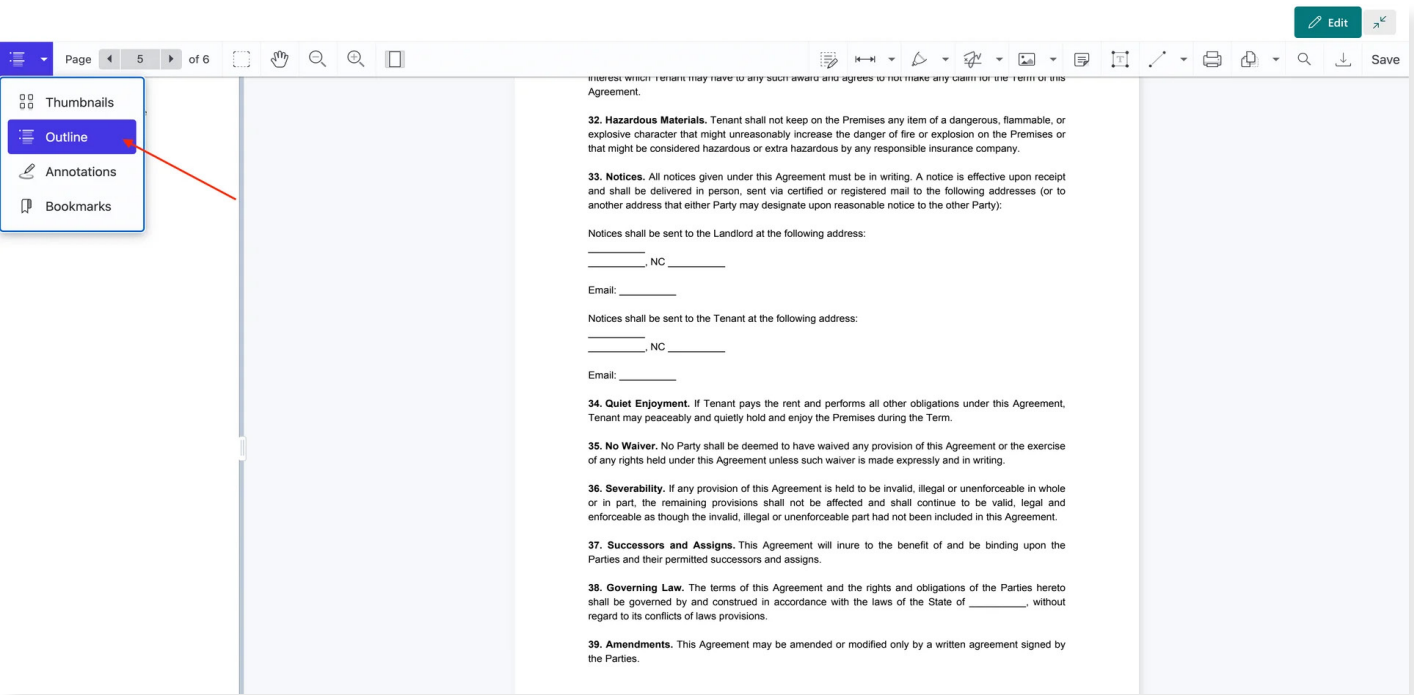 Edit
Page 5 of 6
Save
Thumbnails
Outline
Annotations
Bookmarks
interest which Tenant may have to any such award and agrees to not make any claim for the Term of this
Agreement.
32. Hazardous Materials. Tenant shall not keep on the Premises any item of a dangerous, flammable, or
explosive character that might unreasonably increase the danger of fire or explosion on the Premises or
that might be considered hazardous or extra hazardous by any responsible insurance company.
33. Notices. All notices given under this Agreement must be in writing. A notice is effective upon receipt
and shall be delivered in person, sent via certified or registered mail to the following addresses (or to
another address that either Party may designate upon reasonable notice to the other Party):
Notices shall be sent to the Landlord at the following address:
__________
__________, NC __________
Email: __________
Notices shall be sent to the Tenant at the following address:
__________
__________, NC __________
Email: __________
34. Quiet Enjoyment. If Tenant pays the rent and performs all other obligations under this Agreement,
Tenant may peaceably and quietly hold and enjoy the Premises during the Term.
35. No Waiver. No Party shall be deemed to have waived any provision of this Agreement or the exercise
of any rights held under this Agreement unless such waiver is made expressly and in writing.
36. Severability. If any provision of this Agreement is held to be invalid, illegal or unenforceable in whole
or in part, the remaining provisions shall not be affected and shall continue to be valid, legal and
enforceable as though the invalid, illegal or unenforceable part had not been included in this Agreement.
37. Successors and Assigns. This Agreement will inure to the benefit of and be binding upon the
Parties and their permitted successors and assigns.
38. Governing Law. The terms of this Agreement and the rights and obligations of the Parties hereto
shall be governed by and construed in accordance with the laws of the State of __________, without
regard to its conflicts of laws provisions.
39. Amendments. This Agreement may be amended or modified only by a written agreement signed by
the Parties.